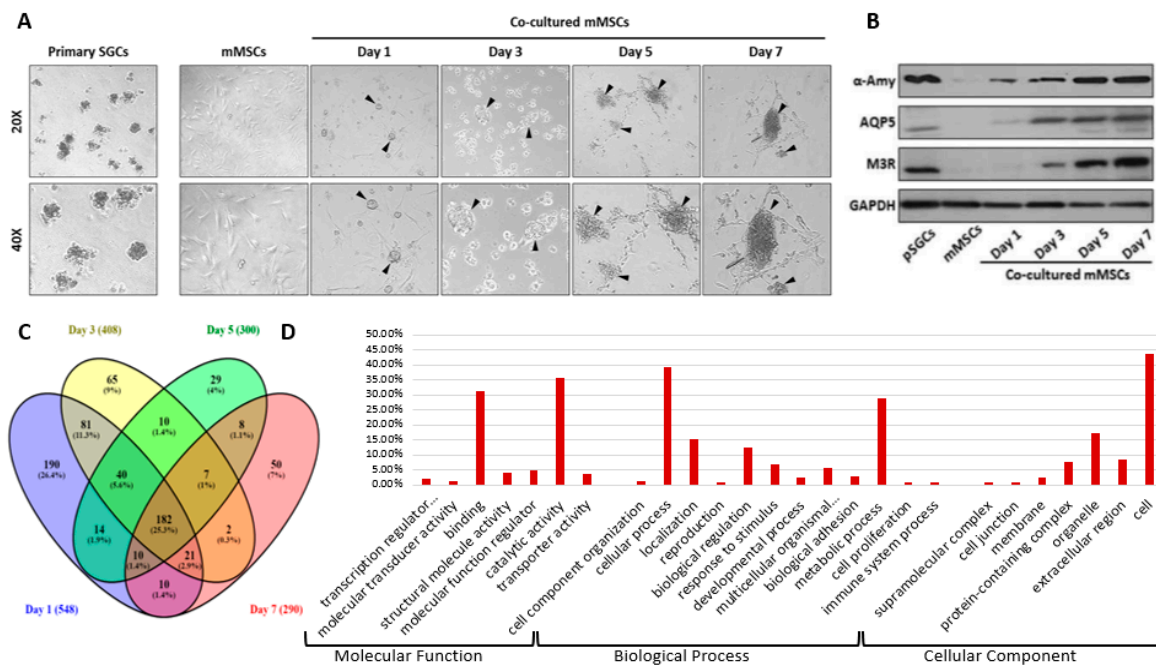 A
Co-cultured mMSCs
Primary SGCs
mMSCs
Day 1
Day 3
Day 5
Day 7
20X
40X
B
α-Amy
AQP5
M3R
GAPDH
pSGCs
mMSCs
Day 1
Day 3
Day 5
Day 7
Co-cultured mMSCs
C
Day 3 (408)
Day 5 (300)
65
(9%)
29
(4%)
81
(11.3%)
10
(1.4%)
8
(1.1%)
190
(26.4%)
40
(5.6%)
7
(1%)
50
(7%)
182
(25.3%)
14
(1.9%)
2
(0.3%)
10
(1.4%)
21
(2.9%)
10
(1.4%)
Day 1 (548)
Day 7 (290)
D
50.00%
45.00%
40.00%
35.00%
30.00%
25.00%
20.00%
15.00%
10.00%
5.00%
0.00%
transcription regulator...
molecular transducer activity
binding
structural molecule activity
molecular function regulator
catalytic activity
transporter activity
cell component organization
cellular process
localization
reproduction
biological regulation
response to stimulus
developmental process
multicellular organismal...
biological adhesion
metabolic process
cell proliferation
immune system process
supramolecular complex
cell junction
membrane
protein-containing complex
organelle
extracellular region
cell
Molecular Function
Biological Process
Cellular Component